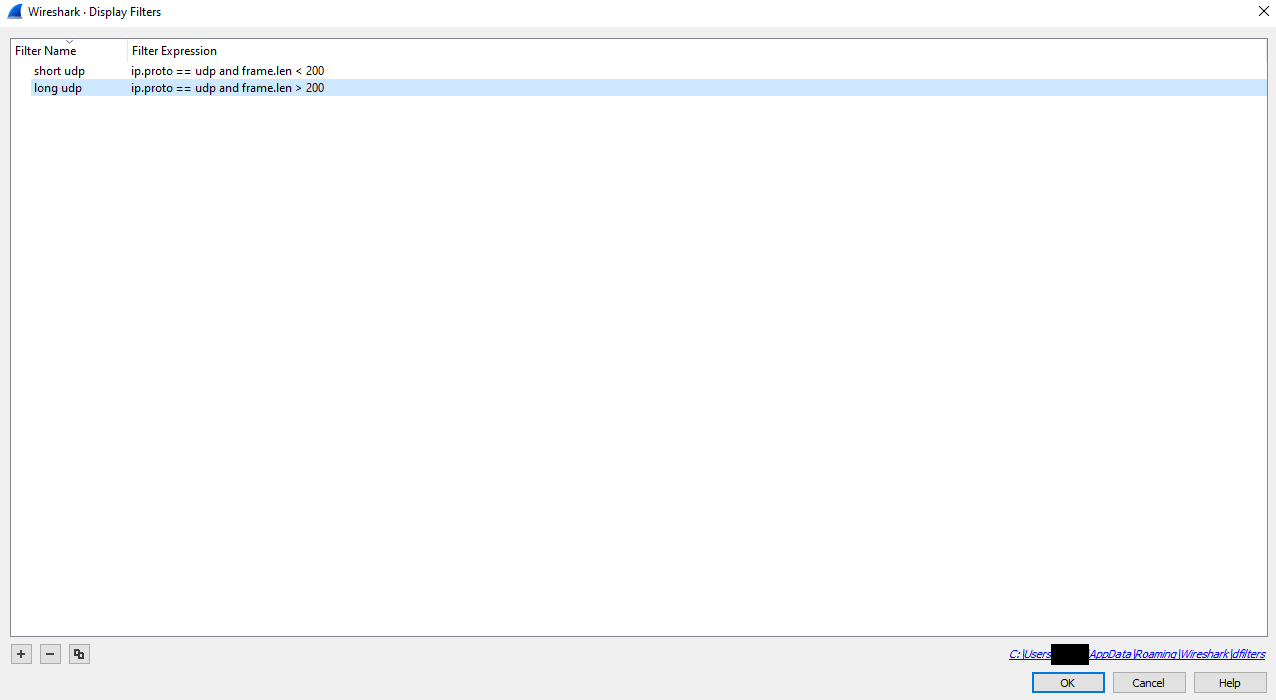 Wireshark · Display Filters
Filter Name Filter Expression
short udp ip.proto == udp and frame.len < 200
long udp ip.proto == udp and frame.len > 200
C:\Users\ \AppData\Roaming\Wireshark\dfilters
OK Cancel Help